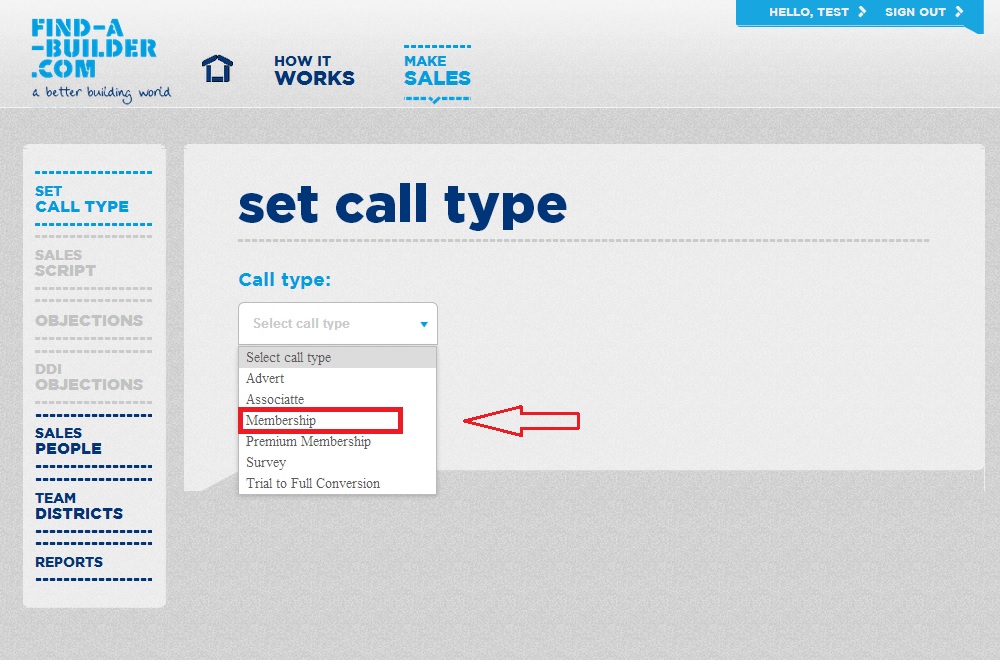 HELLO, TEST
SIGN OUT
FIND-A
-BUILDER
.COM
a better building world
HOW IT
WORKS
MAKE
SALES
SET
CALL TYPE
SALES
SCRIPT
OBJECTIONS
DDI
OBJECTIONS
SALES
PEOPLE
TEAM
DISTRICTS
REPORTS
set call type
Call type:
Select call type
Select call type
Advert
Associatte
Membership
Premium Membership
Survey
Trial to Full Conversion